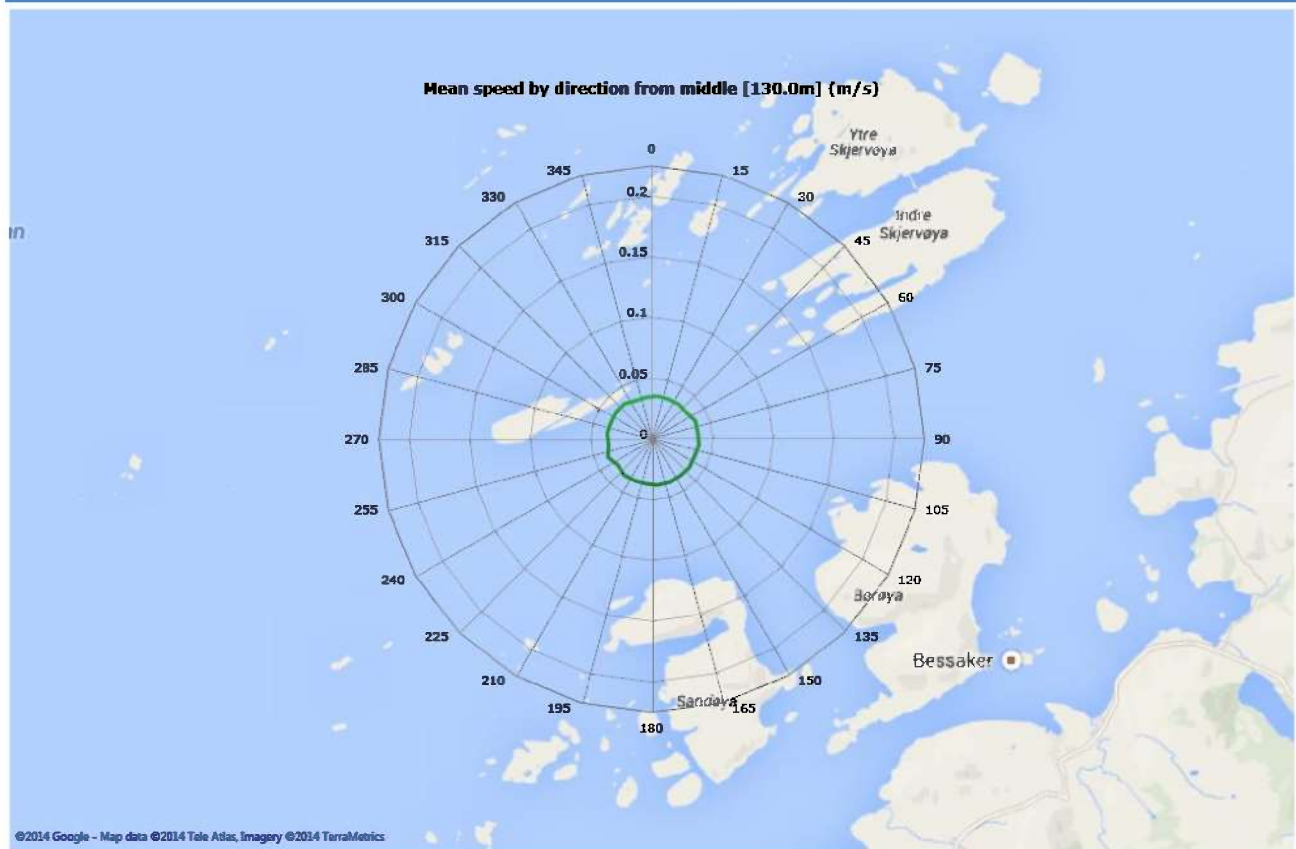 Mean speed by direction from middle [130.0m] (m/s)
Ytre
Skjervøya
Indre
Skjervøya
nn
0
15
30
45
60
75
90
105
120
135
150
165
180
195
210
225
240
255
270
285
300
315
330
345
0.2
0.15
0.1
0.05
0
Borøya
Bessaker
Sandøya
©2014 Google - Map data ©2014 Tele Atlas, Imagery ©2014 TerraMetrics